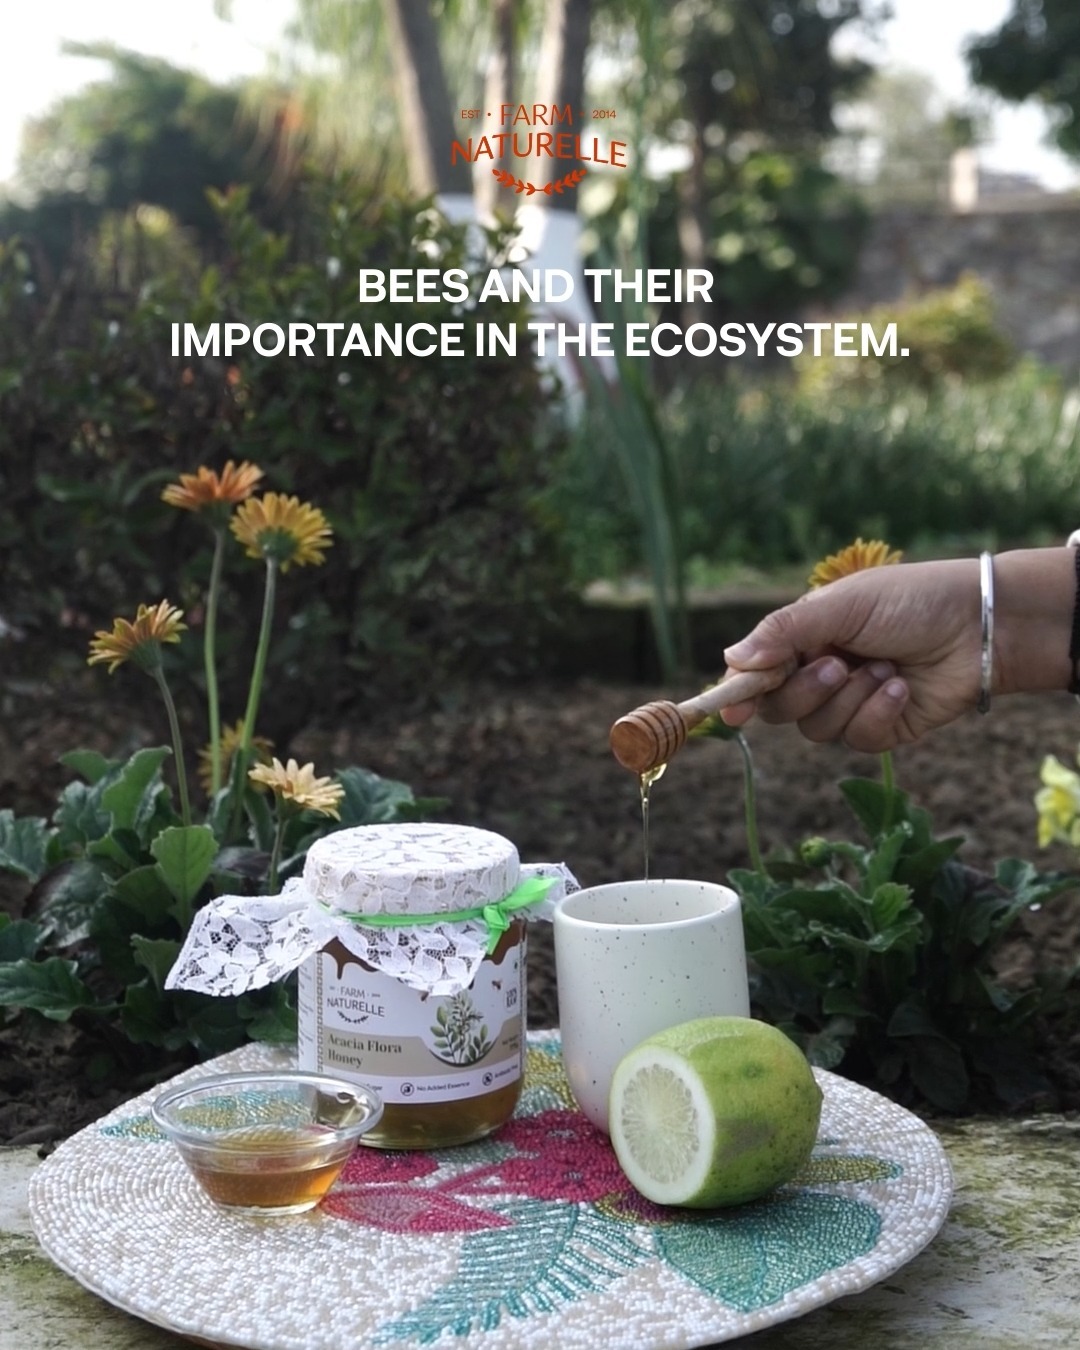 EST • FARM • 2014
NATURELLE
BEES AND THEIR
IMPORTANCE IN THE ECOSYSTEM.
FARM
NATURELLE
Acacia Flora
Honey
No Added Essence